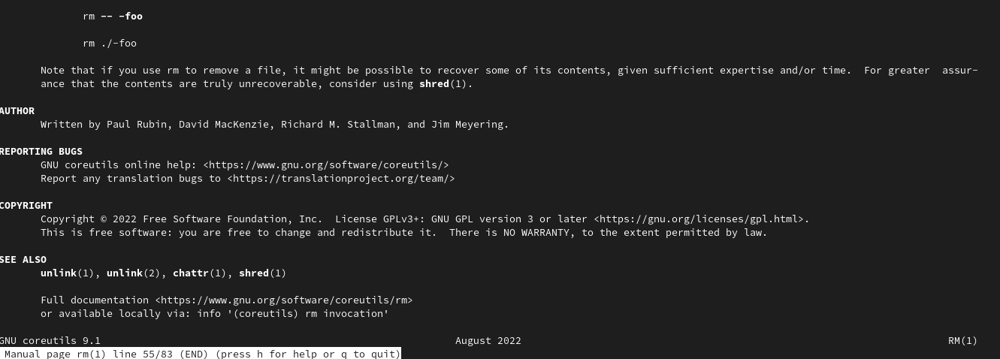 rm -- -foo
rm ./-foo
Note that if you use rm to remove a file, it might be possible to recover some of its contents, given sufficient expertise and/or time.  For greater  assur-
ance that the contents are truly unrecoverable, consider using shred(1).
AUTHOR
Written by Paul Rubin, David MacKenzie, Richard M. Stallman, and Jim Meyering.
REPORTING BUGS
GNU coreutils online help: <https://www.gnu.org/software/coreutils/>
Report any translation bugs to <https://translationproject.org/team/>
COPYRIGHT
Copyright © 2022 Free Software Foundation, Inc.  License GPLv3+: GNU GPL version 3 or later <https://gnu.org/licenses/gpl.html>.
This is free software: you are free to change and redistribute it.  There is NO WARRANTY, to the extent permitted by law.
SEE ALSO
unlink(1), unlink(2), chattr(1), shred(1)
Full documentation <https://www.gnu.org/software/coreutils/rm>
or available locally via: info '(coreutils) rm invocation'
GNU coreutils 9.1 August 2022 RM(1)
Manual page rm(1) line 55/83 (END) (press h for help or q to quit)